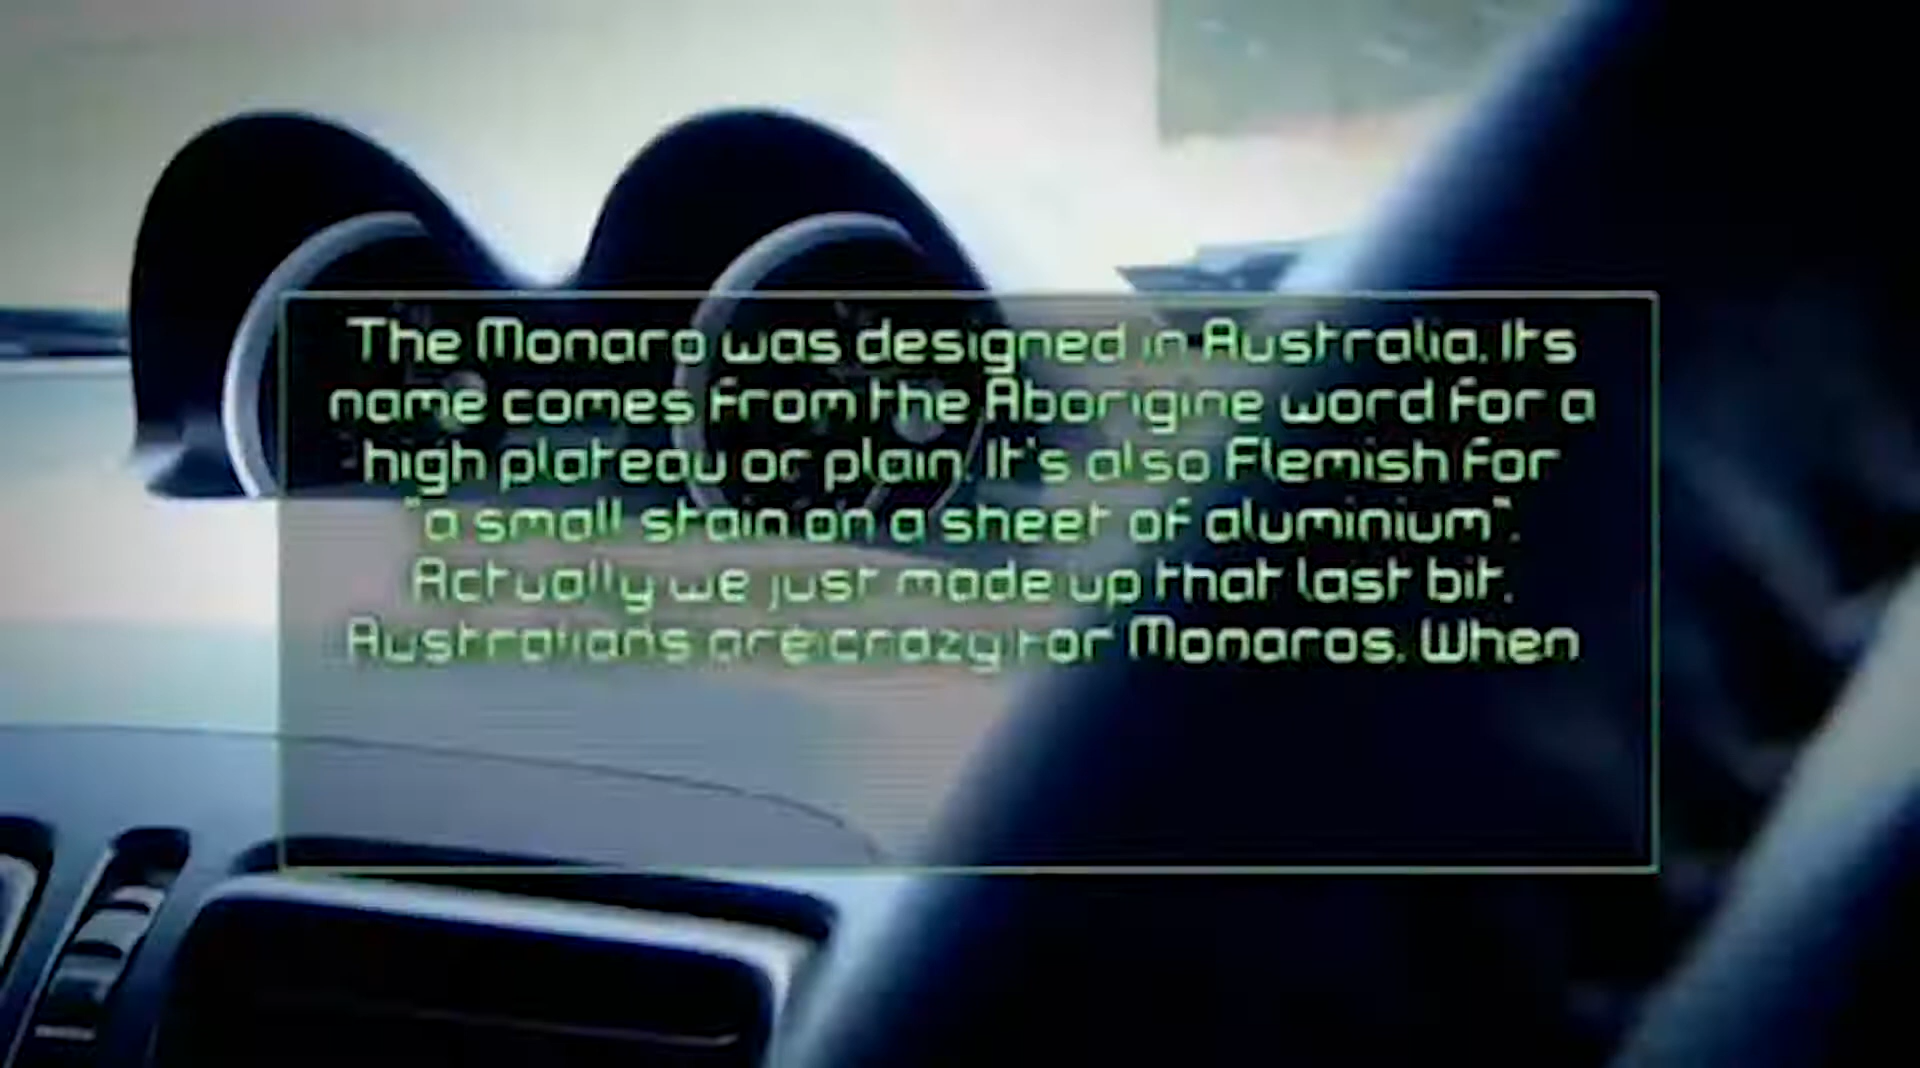 The Monaro was designed in Australia. Its
name comes from the Aborigine word for a
high plateau or plain. It's also Flemish for
"a small stain on a sheet of aluminium".
Actually we just made up that last bit.
Australians are crazy for Monaros. When